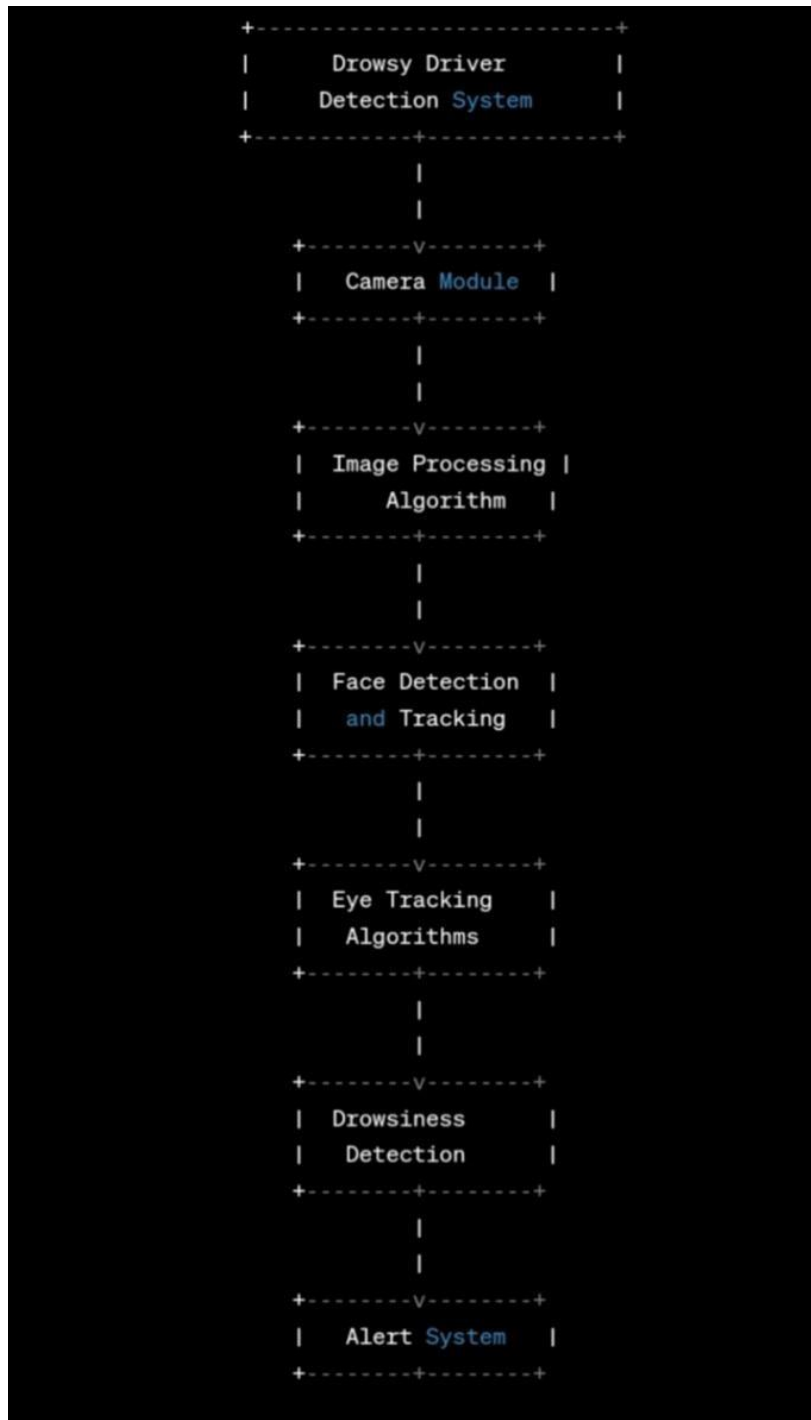 Drowsy Driver
Detection System
Camera Module
Image Processing
Algorithm
Face Detection
and Tracking
Eye Tracking
Algorithms
Drowsiness
Detection
Alert System